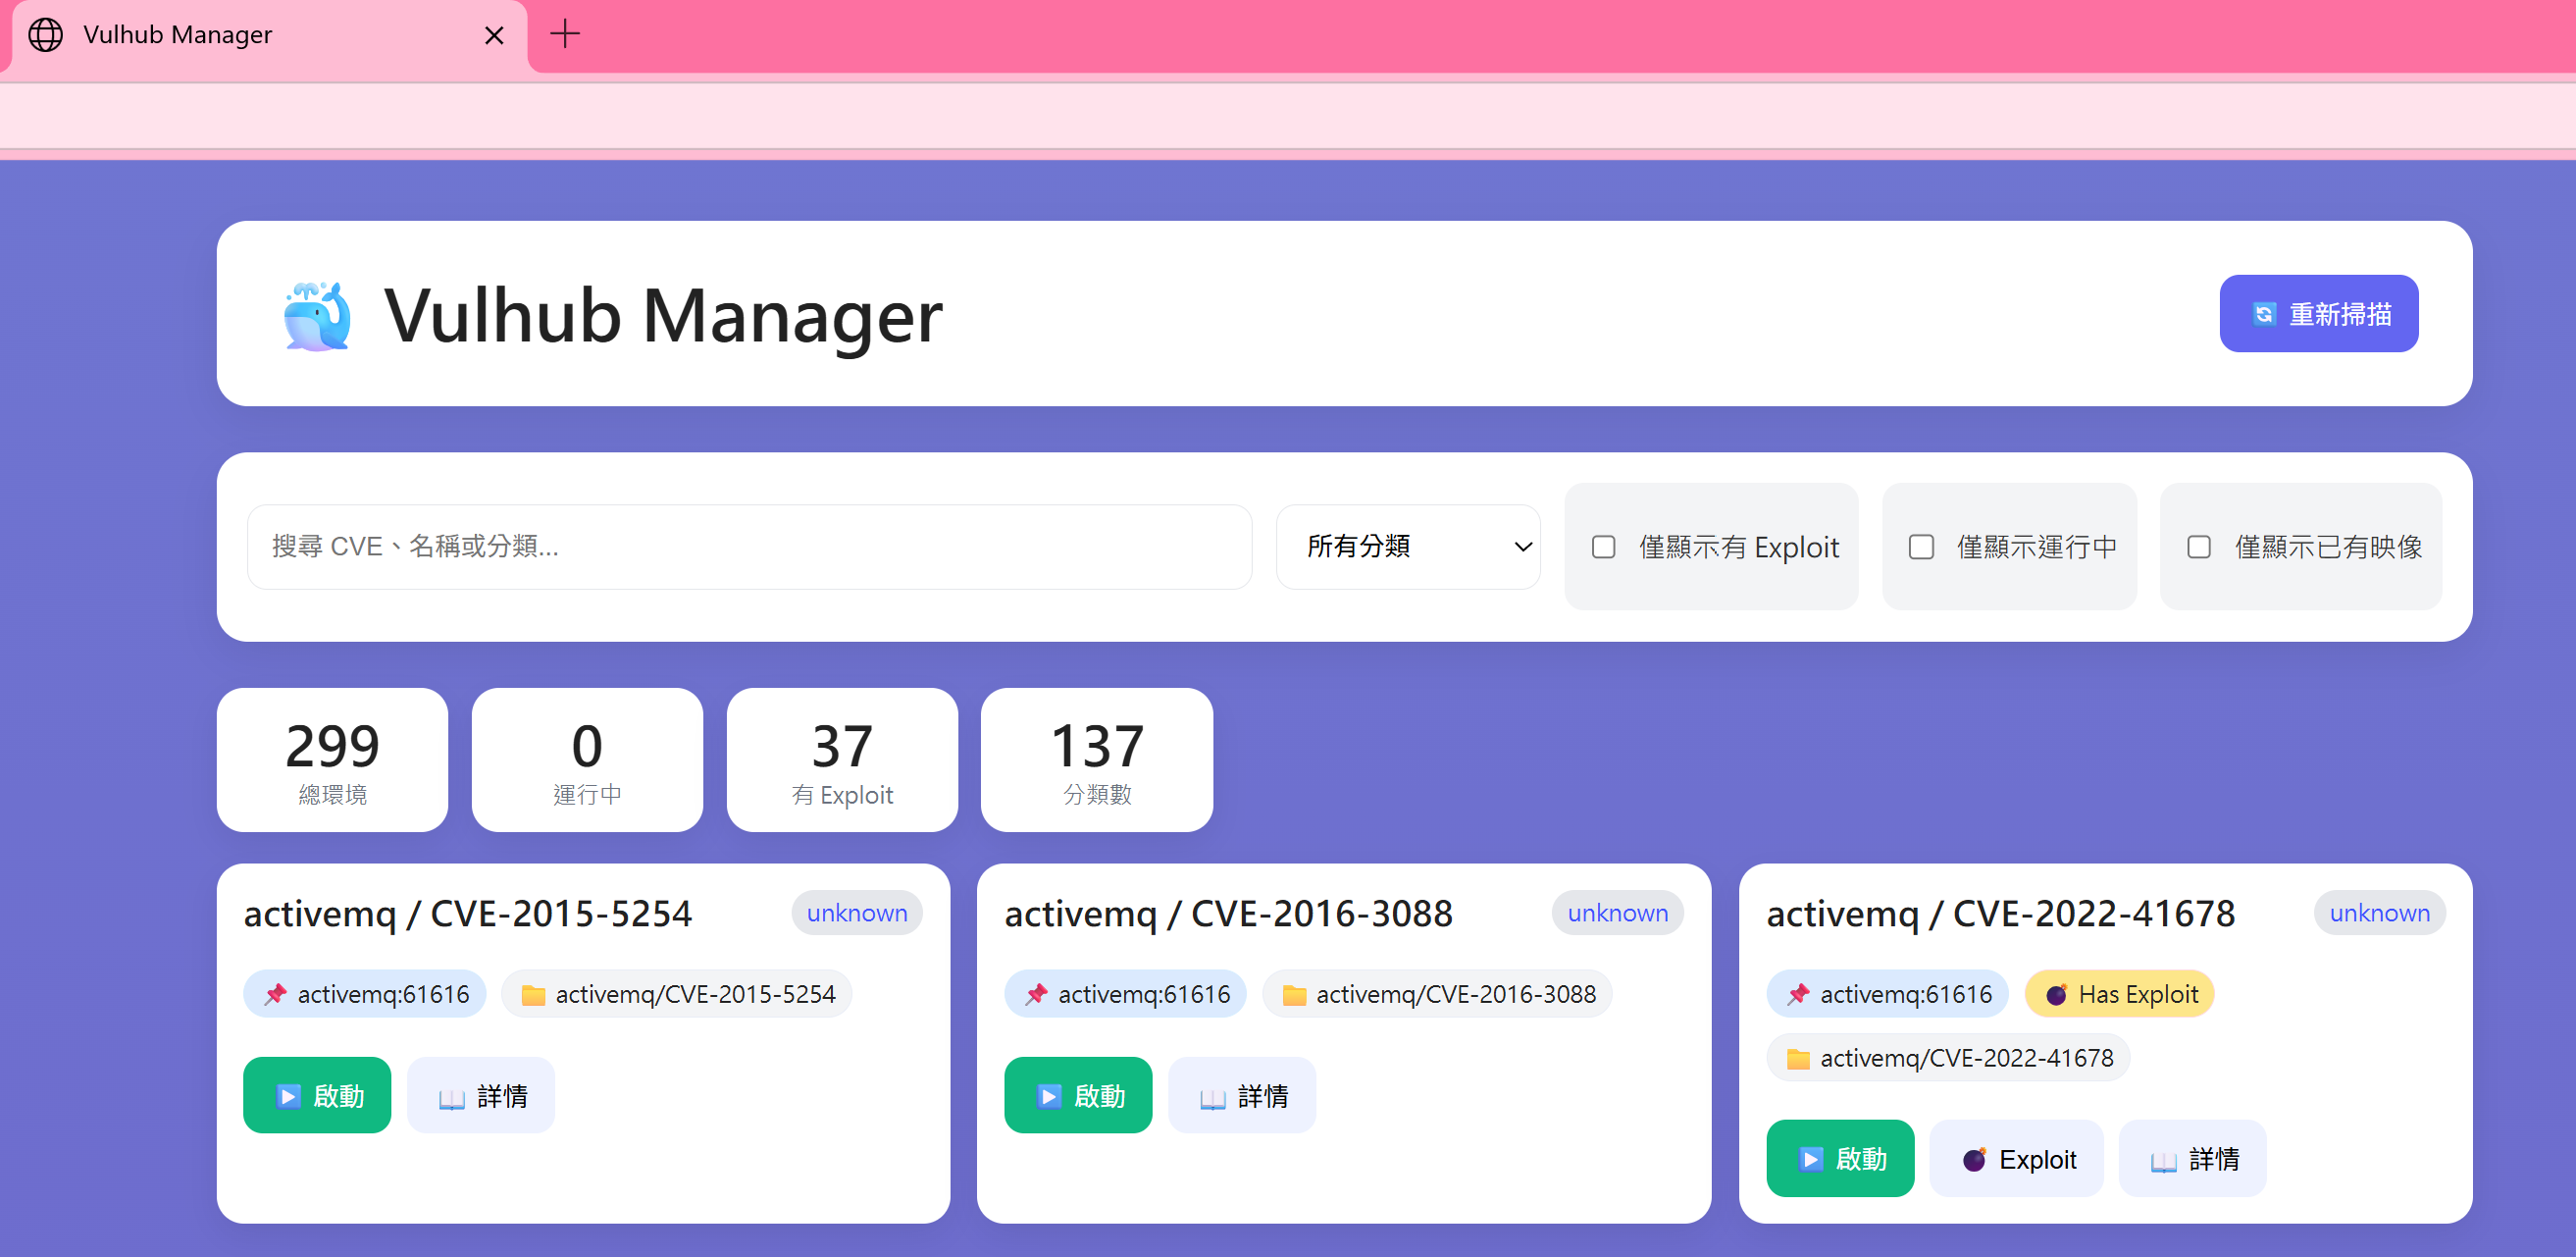 Vulhub Manager
Vulhub Manager
重新掃描
搜尋 CVE、名稱或分類...
所有分類
僅顯示有 Exploit
僅顯示運行中
僅顯示已有映像
299
總環境
0
運行中
37
有 Exploit
137
分類數
activemq / CVE-2015-5254
unknown
activemq:61616
activemq/CVE-2015-5254
啟動
詳情
activemq / CVE-2016-3088
unknown
activemq:61616
activemq/CVE-2016-3088
啟動
詳情
activemq / CVE-2022-41678
unknown
activemq:61616
Has Exploit
activemq/CVE-2022-41678
啟動
Exploit
詳情